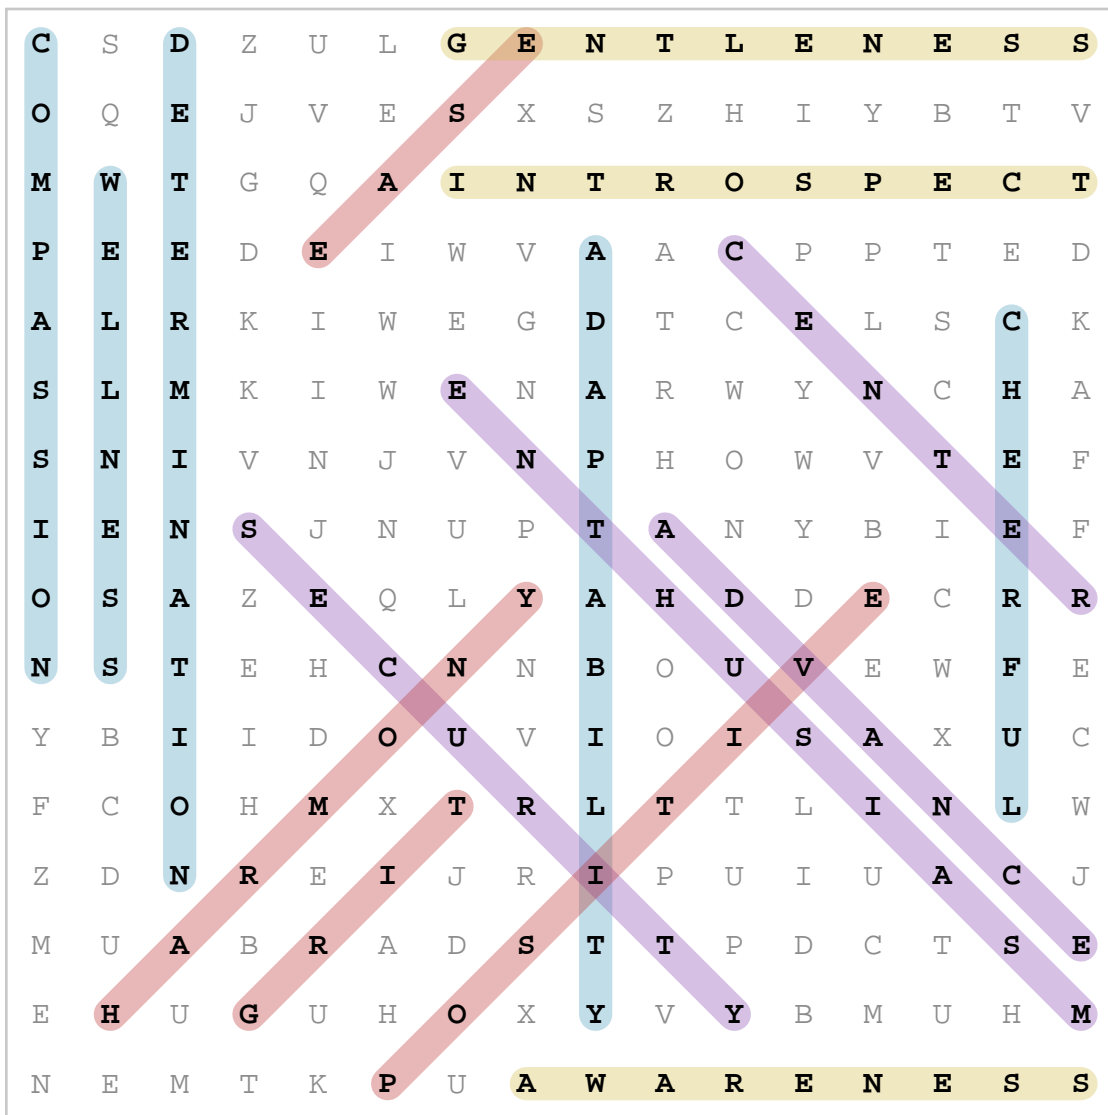 C S D Z U L G E N T L E N E S S
O Q E J V E S X S Z H I Y B T V
M W T G Q A I N T R O S P E C T
P E E D E I W V A A C P P T E D
A L R K I W E G D T C E L S C K
S L M K I W E N A R W Y N C H A
S N I V N J V N P H O W V T E F
I E N S J N U P T A N Y B I E F
O S A Z E Q L Y A H D D E C R R
N S T E H C N N B O U V E W F E
Y B I I D O U V I O I S A X U C
F C O H M X T R L T T L I N L W
Z D N R E I J R I P U I U A C J
M U A B R A D S T T P D C T S E
E H U G U H O X Y V Y B M U H M
N E M T K P U A W A R E N E S S